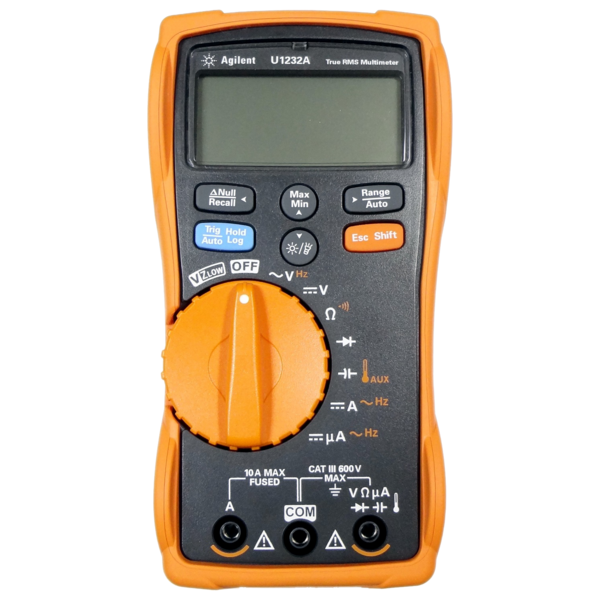 Agilent U1232A True RMS Multimeter
ΔNull
Recall
Max
Min
Range
Auto
Trig Hold
Auto Log
Esc Shift
VZLOW
OFF
~V Hz
V
Ω
AUX
A ~ Hz
μA ~ Hz
10A MAX
FUSED
CAT III 600V
MAX
A
COM
V Ω μA